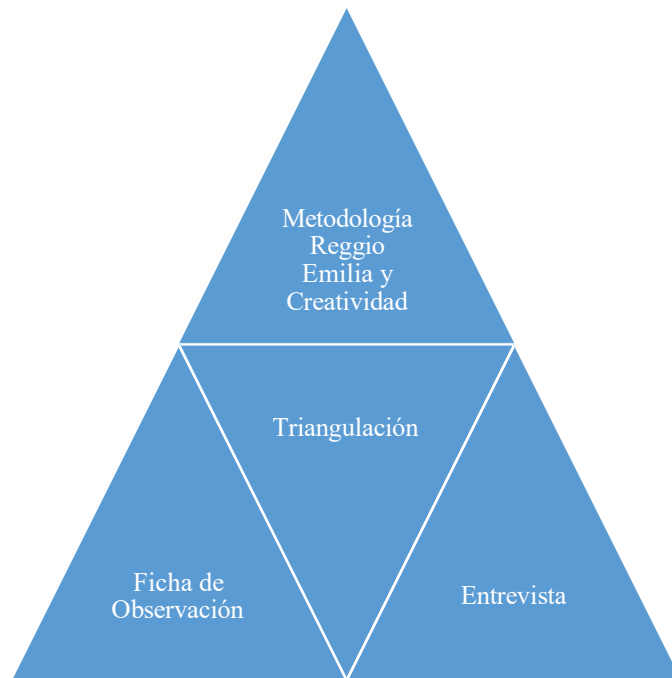 Metodología
Reggio
Emilia y
Creatividad
Triangulación
Ficha de
Observación
Entrevista